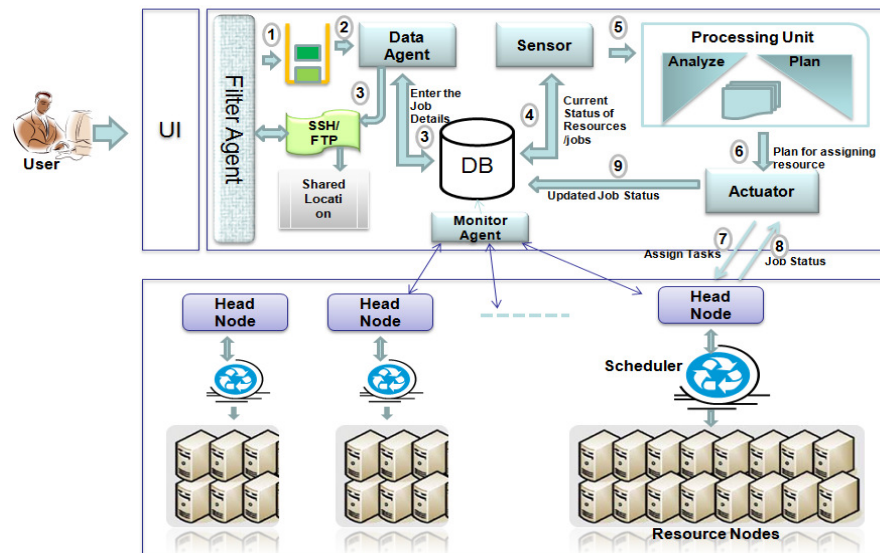 User
UI
Filter Agent
1
2
Data
Agent
3
Enter the
Job
Details
3
SSH/
FTP
Shared
Locati
on
DB
Sensor
4
Current
Status of
Resources
/jobs
5
Processing Unit
Analyze
Plan
6
Plan for assigning
resource
Actuator
9
Updated Job Status
Monitor
Agent
7
Assign Tasks
8
Job Status
Head
Node
Head
Node
Head
Node
Scheduler
Resource Nodes